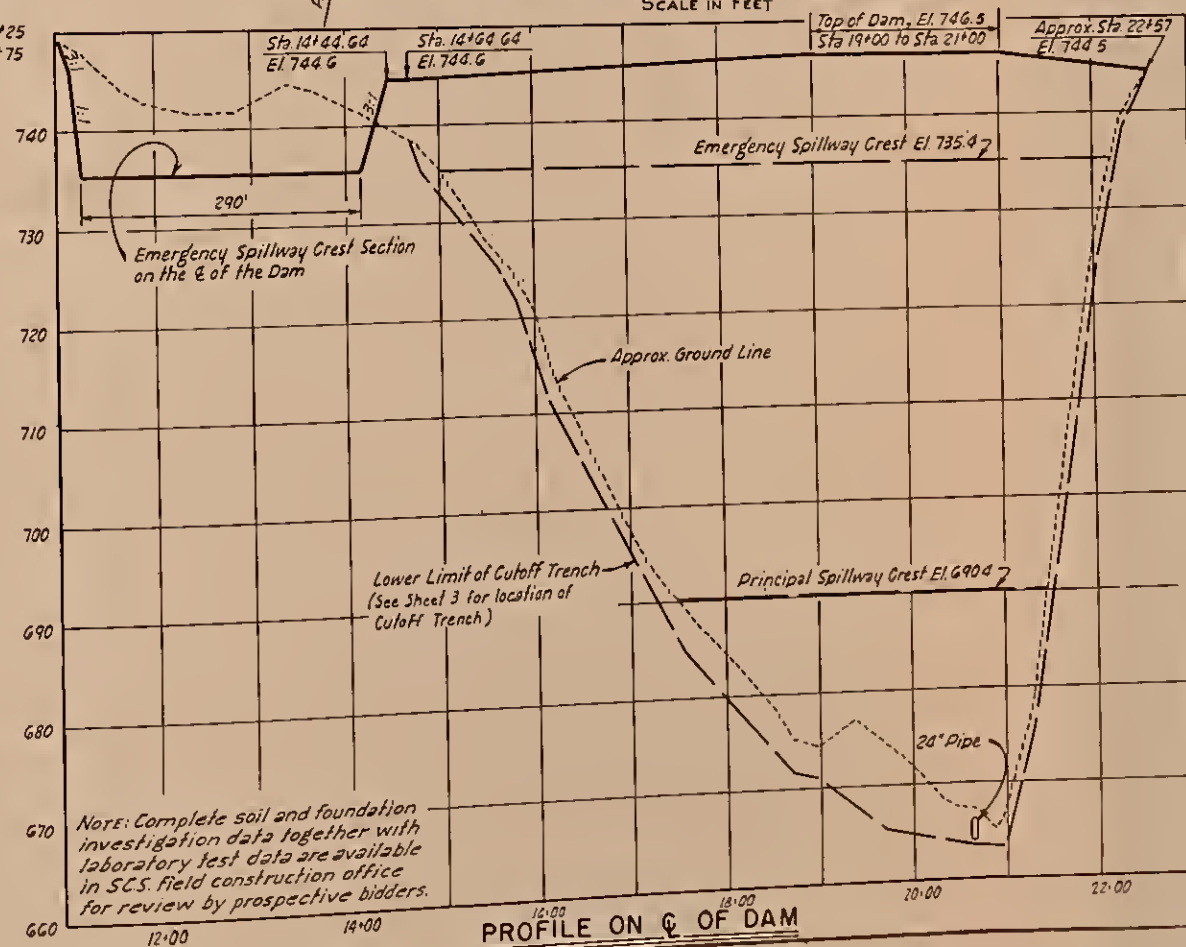 SCALE IN FEET
+25
+75
Sta. 14+44.64
El. 744.6
Sta. 14+64.64
El. 744.6
Top of Dam, El. 746.5
Sta 19+00 to Sta 21+00
Approx. Sta. 22+57
El. 744.5
3:1
740
730
720
710
700
690
680
670
660
Emergency Spillway Crest El. 735.4
290'
Emergency Spillway Crest Section
on the ℄ of the Dam
Approx. Ground Line
Lower Limit of Cutoff Trench
(See Sheet 3 for location of
Cutoff Trench)
Principal Spillway Crest El. 690.4
24" Pipe
NOTE: Complete soil and foundation
investigation data together with
laboratory test data are available
in S.C.S. field construction office
for review by prospective bidders.
12+00
14+00
16+00
18+00
20+00
22+00
PROFILE ON ℄ OF DAM